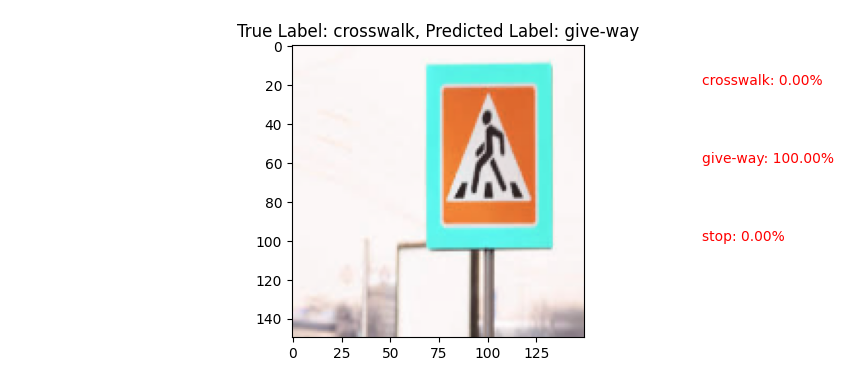 True Label: crosswalk, Predicted Label: give-way
0
20
40
60
80
100
120
140
0 25 50 75 100 125
crosswalk: 0.00%
give-way: 100.00%
stop: 0.00%